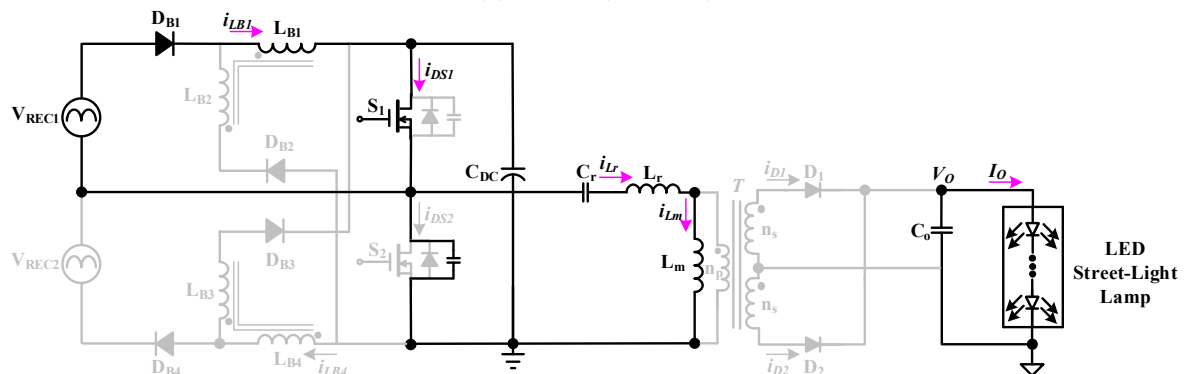 D_B1
i_LB1
L_B1
i_DS1
L_B2
S_1
V_REC1
D_B2
C_DC
C_r
i_Lr
L_r
T
i_D1
D_1
V_O
I_O
i_DS2
i_Lm
n_s
C_o
V_REC2
S_2
D_B3
L_m
n_p
LED
Street-Light
Lamp
L_B3
n_s
D_B4
L_B4
i_LB4
i_D2
D_2